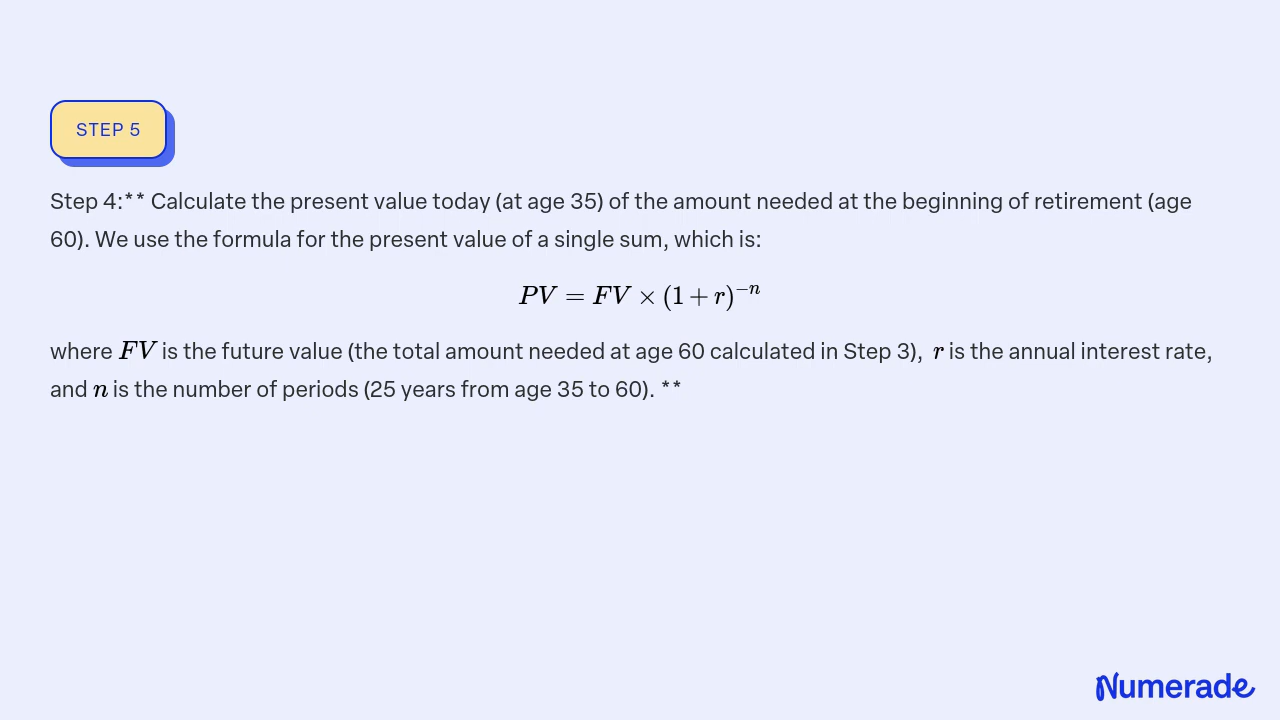 STEP 5
Step 4:** Calculate the present value today (at age 35) of the amount needed at the beginning of retirement (age
60). We use the formula for the present value of a single sum, which is:
PV = FV × (1 + r)⁻ⁿ
where FV is the future value (the total amount needed at age 60 calculated in Step 3), r is the annual interest rate,
and n is the number of periods (25 years from age 35 to 60). **
Numerade